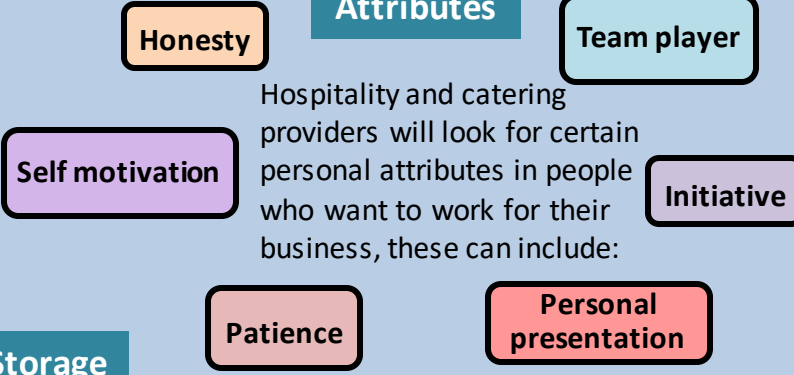 Attributes
Honesty
Team player
Hospitality and catering
providers will look for certain
personal attributes in people
who want to work for their
business, these can include:
Self motivation
Initiative
Patience
Personal
presentation
Storage